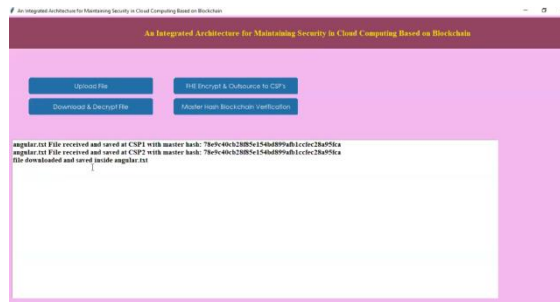 An Integrated Architecture for Maintaining Security in Cloud Computing Based on Blockchain
An Integrated Architecture for Maintaining Security in Cloud Computing Based on Blockchain
Upload File
FHE Encrypt & Outsource to CSP's
Download & Decrypt File
Master Hash Blockchain Verification
angular.txt File received and saved at CSP1 with master hash:
angular.txt File received and saved at CSP2 with master hash:
file downloaded and saved inside angular.txt